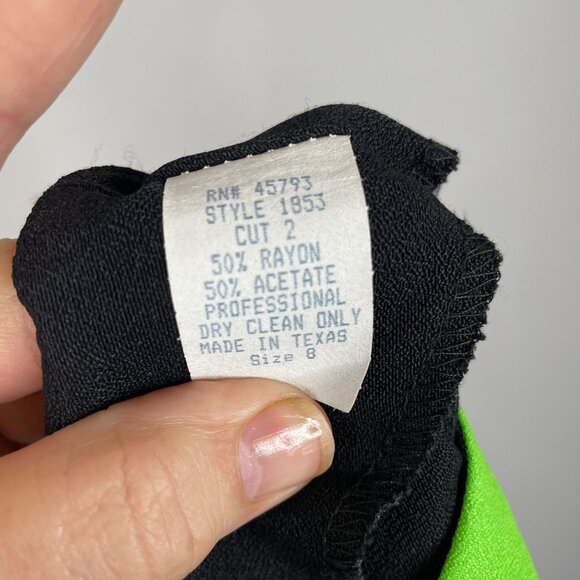 RN# 45793
STYLE 1853
CUT 2
50% RAYON
50% ACETATE
PROFESSIONAL
DRY CLEAN ONLY
MADE IN TEXAS
Size 8